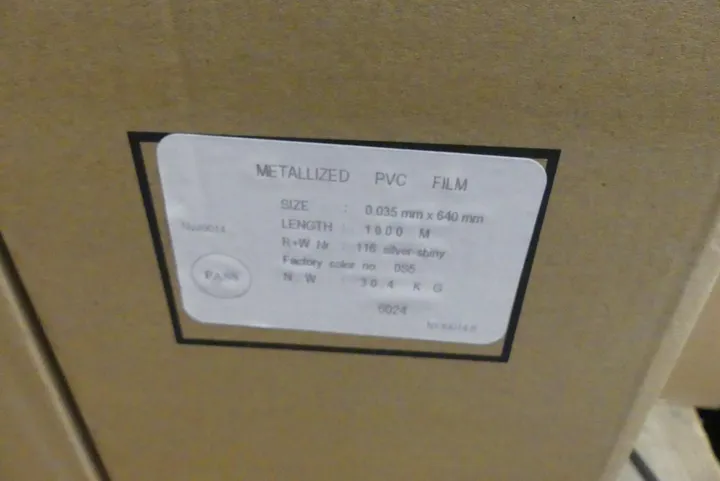 METALLIZED PVC FILM
SIZE : 0.035 mm x 640 mm
LENGTH : 1000 M
R+W Nr : 116 silver-shiny
Factory color no 055
PASS
N W : 30.4 K G
6024